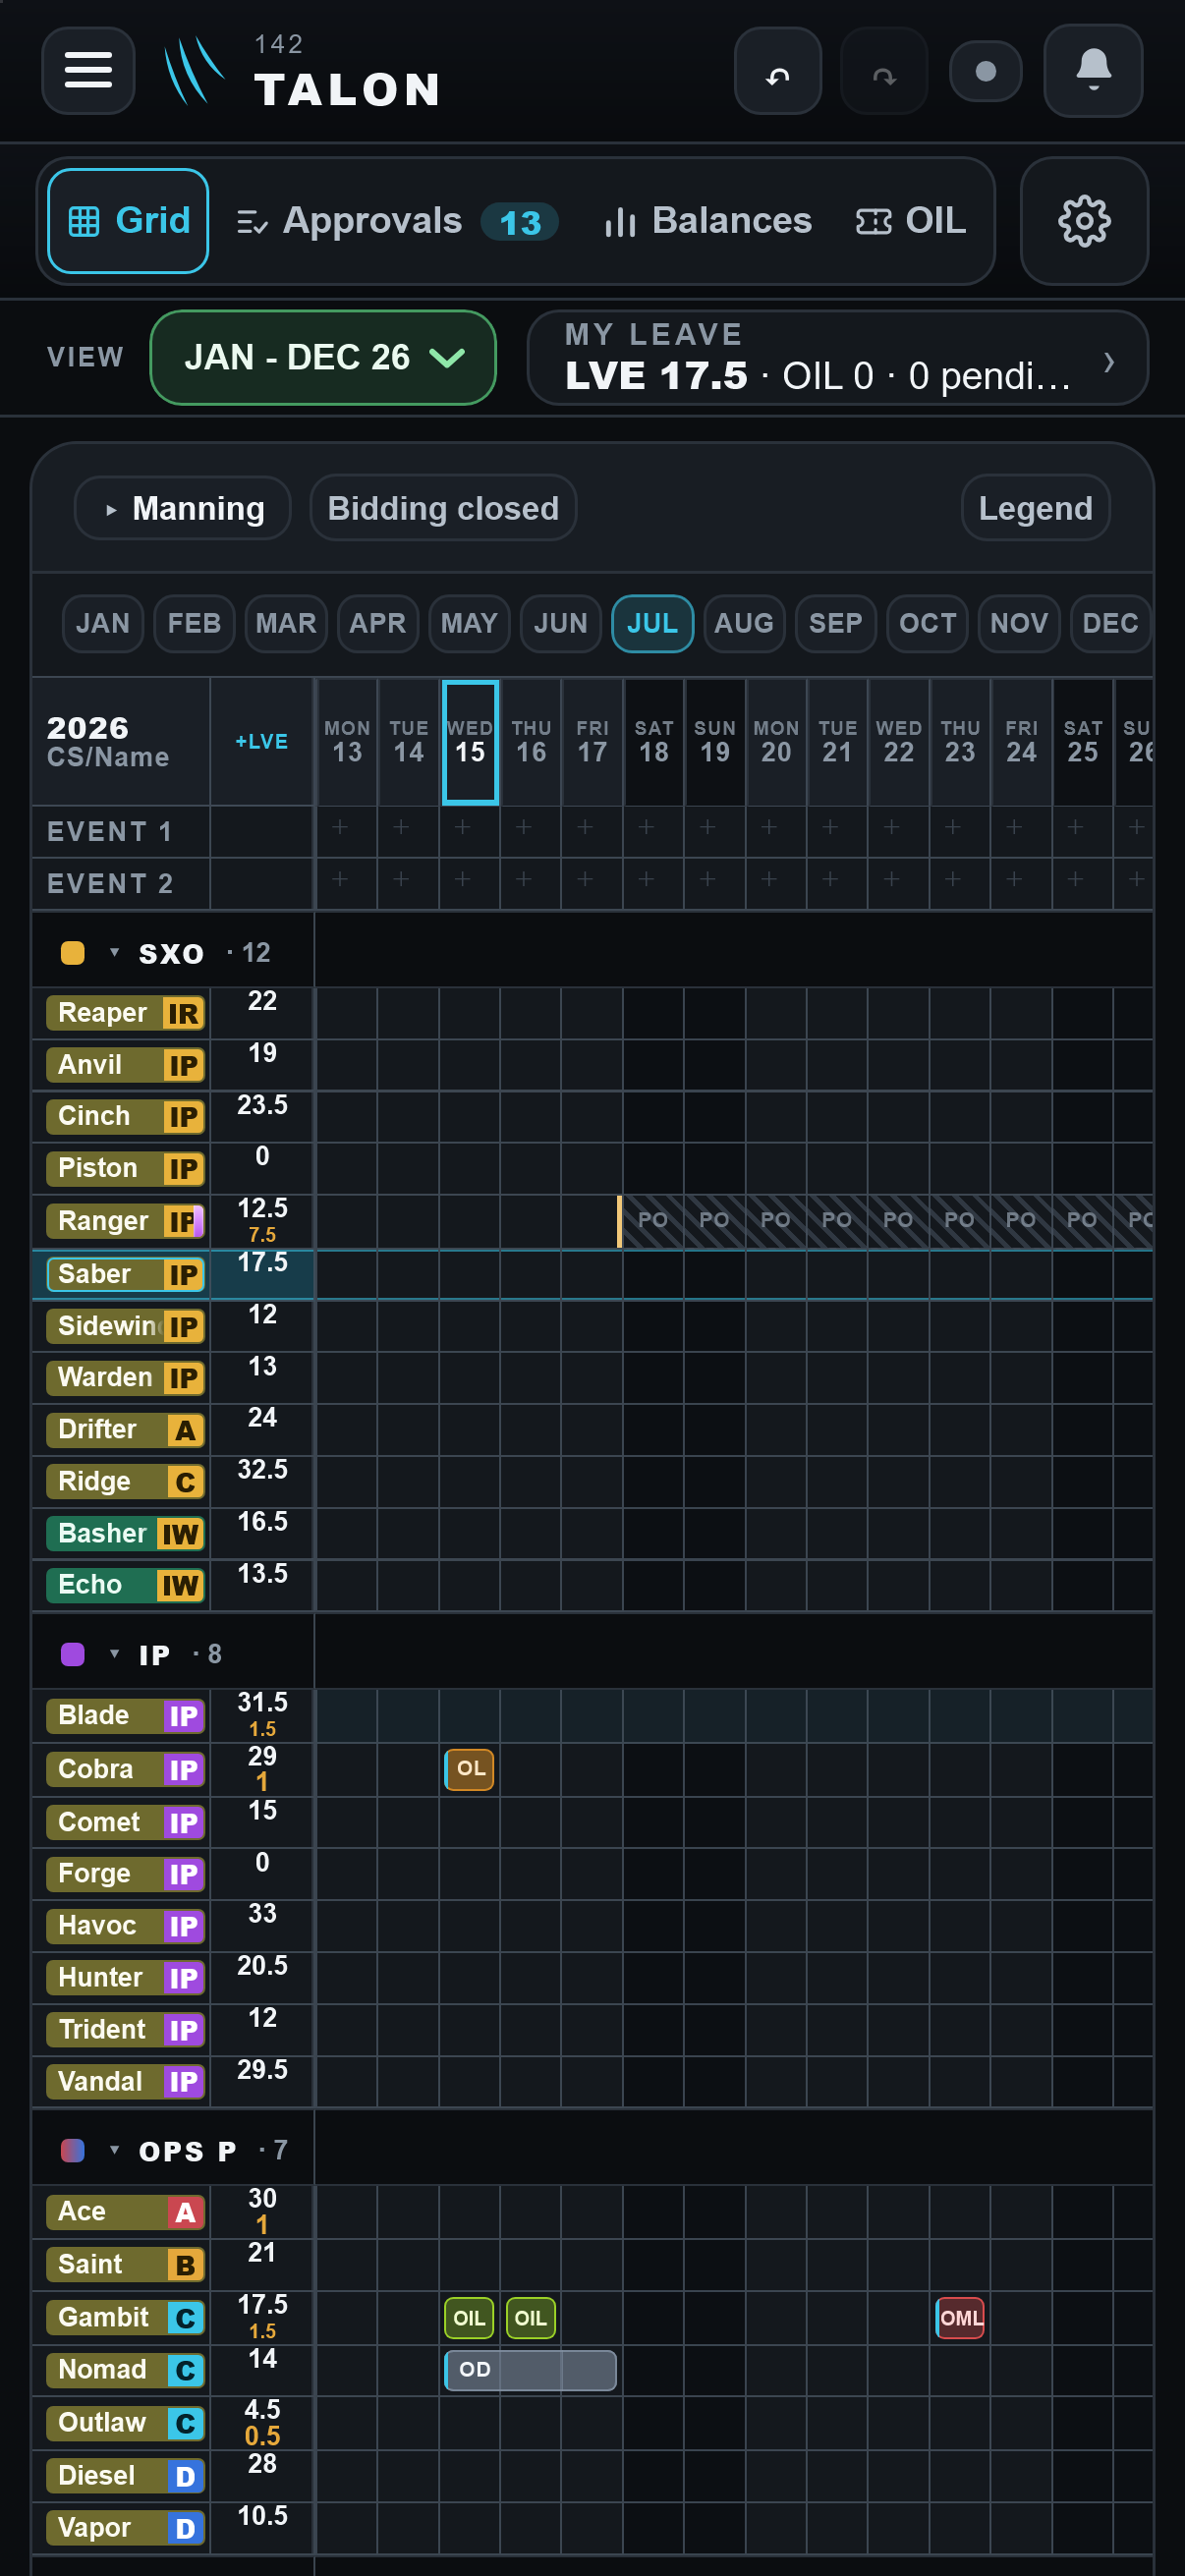 142
TALON
Grid Approvals 13 Balances OIL
VIEW JAN - DEC 26 MY LEAVE
LVE 17.5 · OIL 0 · 0 pendi…
Manning Bidding closed Legend
JAN FEB MAR APR MAY JUN JUL AUG SEP OCT NOV DEC
2026 +LVE MON TUE WED THU FRI SAT SUN MON TUE WED THU FRI SAT SU
CS/Name 13 14 15 16 17 18 19 20 21 22 23 24 25 26
EVENT 1 + + + + + + + + + + + + + +
EVENT 2 + + + + + + + + + + + + + +
SXO · 12
Reaper IR 22
Anvil IP 19
Cinch IP 23.5
Piston IP 0
Ranger IP 12.5 PO PO PO PO PO PO PO PO PO
7.5
Saber IP 17.5
Sidewin IP 12
Warden IP 13
Drifter A 24
Ridge C 32.5
Basher IW 16.5
Echo IW 13.5
IP · 8
Blade IP 31.5
1.5
Cobra IP 29 OL
1
Comet IP 15
Forge IP 0
Havoc IP 33
Hunter IP 20.5
Trident IP 12
Vandal IP 29.5
OPS P · 7
Ace A 30
1
Saint B 21
Gambit C 17.5 OIL OIL OML
1.5
Nomad C 14 OD
Outlaw C 4.5
0.5
Diesel D 28
Vapor D 10.5